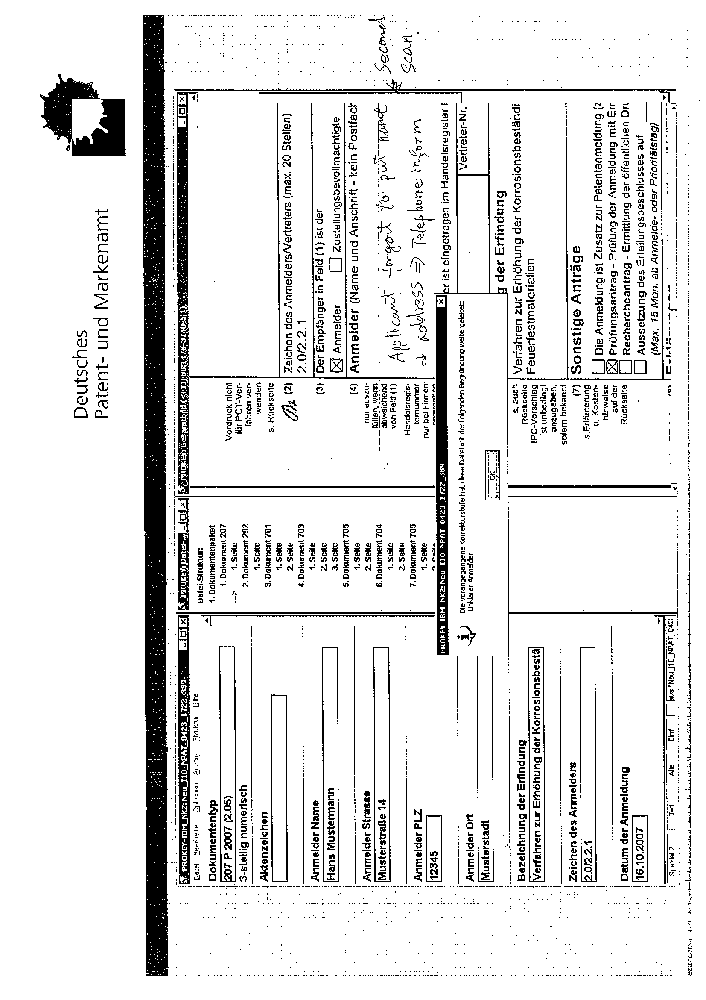 Deutsches
Patent- und Markenamt
Quality assurance step 2
PROKEY-IBM_NK2: Neu_I10_NPAT_0423_1722_389
Datei Bearbeiten Optionen Anzeige Struktur Hilfe
Dokumententyp
207 P 2007 (2.05)
3-stellig numerisch
Aktenzeichen
Anmelder Name
Hans Mustermann
Anmelder Strasse
Musterstraße 14
Anmelder PLZ
12345
Anmelder Ort
Musterstadt
Bezeichnung der Erfindung
Verfahren zur Erhöhung der Korrosionsbestä
Zeichen des Anmelders
2.0/2.2.1
Datum der Anmeldung
16.10.2007
Spezial 2 T=1 Alle Einf aus "Neu_I10_NPAT_042:
PROKEY-Datei-
Datei-Struktur:
1. Dokumentenpaket
1. Dokument 207
---> 1. Seite
2. Dokument 292
1. Seite
3. Dokument 701
1. Seite
2. Seite
4. Dokument 703
1. Seite
2. Seite
3. Seite
5. Dokument 705
1. Seite
2. Seite
6. Dokument 704
1. Seite
2. Seite
7. Dokument 705
1. Seite
PROKEY-Gesamtbild
Vordruck nicht
für PCT-Ver-
fahren ver-
wenden
s. Rückseite
(2) Zeichen des Anmelders/Vertreters (max. 20 Stellen)
2.0/2.2.1
(3) Der Empfänger in Feld (1) ist der
Anmelder Zustellungsbevollmächtigte
(4) Anmelder (Name und Anschrift - kein Postfach
nur auszu-
füllen, wenn
abweichend
von Feld (1)
Handelsregis-
ternummer
nur bei Firmen
Applicant forgot to put name
& address ⇒ Telephone inform
← Second
Scan.
er ist eingetragen im Handelsregister
Vertreter-Nr.
PROKEY-IBM_NK2: Neu_I10_NPAT_0423_1722_389
Die vorangegangene Korrekturstufe hat diese Datei mit der folgenden Begründung weitergeleitet:
Unklarer Anmelder
OK
g der Erfindung
s. auch
Rückseite
IPC-Vorschlag
ist unbedingt
anzugeben,
sofern bekannt
Verfahren zur Erhöhung der Korrosionsbeständi
Feuerfestmaterialien
(7) Sonstige Anträge
s.Erläuterung
u. Kosten-
hinweise
auf der
Rückseite
Die Anmeldung ist Zusatz zur Patentanmeldung (z
Prüfungsantrag - Prüfung der Anmeldung mit Err
Rechercheantrag - Ermittlung der öffentlichen Dru
Aussetzung des Erteilungsbeschlusses auf
(Max. 15 Mon. ab Anmelde- oder Prioritätstag)